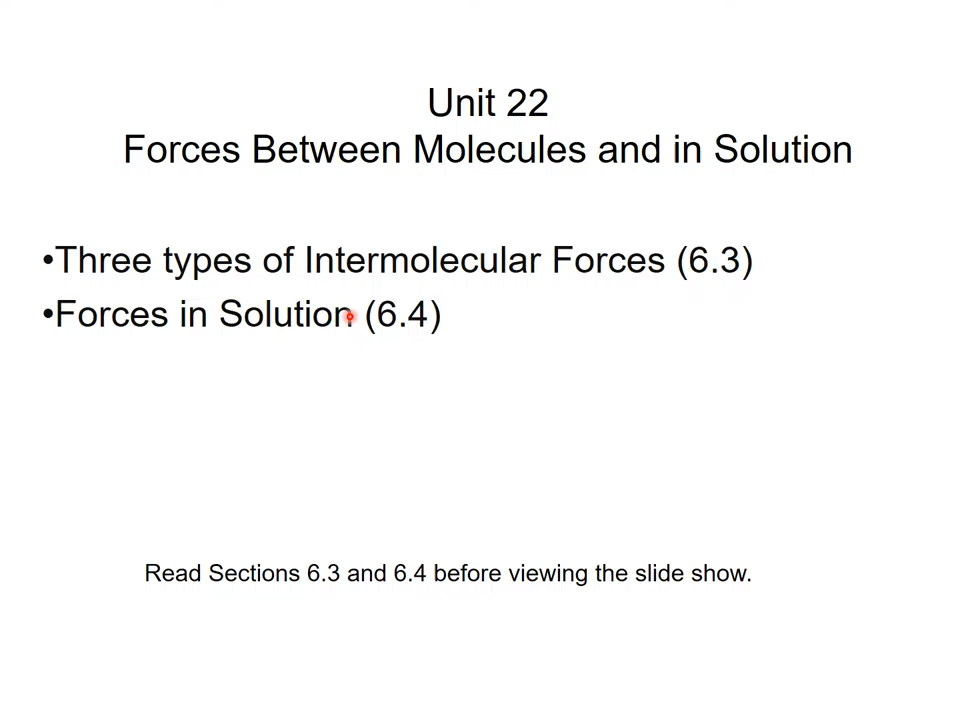 Unit 22
Forces Between Molecules and in Solution
•Three types of Intermolecular Forces (6.3)
•Forces in Solution (6.4)
Read Sections 6.3 and 6.4 before viewing the slide show.